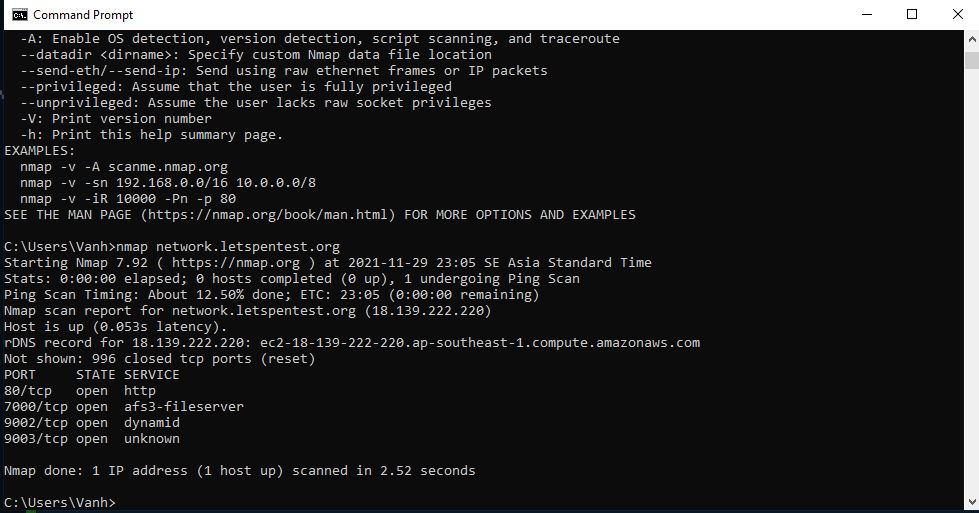 Command Prompt
-A: Enable OS detection, version detection, script scanning, and traceroute
--datadir <dirname>: Specify custom Nmap data file location
--send-eth/--send-ip: Send using raw ethernet frames or IP packets
--privileged: Assume that the user is fully privileged
--unprivileged: Assume the user lacks raw socket privileges
-V: Print version number
-h: Print this help summary page.
EXAMPLES:
nmap -v -A scanme.nmap.org
nmap -v -sn 192.168.0.0/16 10.0.0.0/8
nmap -v -iR 10000 -Pn -p 80
SEE THE MAN PAGE (https://nmap.org/book/man.html) FOR MORE OPTIONS AND EXAMPLES
C:\Users\Vanh>nmap network.letspentest.org
Starting Nmap 7.92 ( https://nmap.org ) at 2021-11-29 23:05 SE Asia Standard Time
Stats: 0:00:00 elapsed; 0 hosts completed (0 up), 1 undergoing Ping Scan
Ping Scan Timing: About 12.50% done; ETC: 23:05 (0:00:00 remaining)
Nmap scan report for network.letspentest.org (18.139.222.220)
Host is up (0.053s latency).
rDNS record for 18.139.222.220: ec2-18-139-222-220.ap-southeast-1.compute.amazonaws.com
Not shown: 996 closed tcp ports (reset)
PORT     STATE SERVICE
80/tcp   open  http
7000/tcp open  afs3-fileserver
9002/tcp open  dynamid
9003/tcp open  unknown
Nmap done: 1 IP address (1 host up) scanned in 2.52 seconds
C:\Users\Vanh>